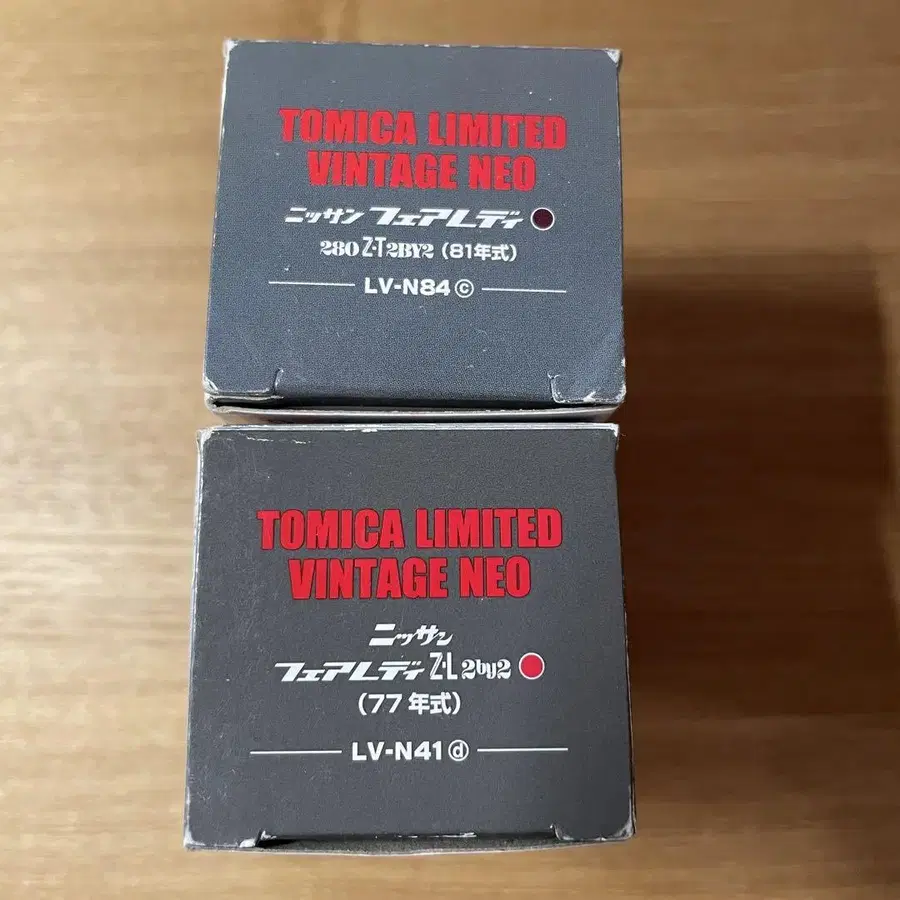 TOMICA LIMITED
VINTAGE NEO
ニッサン フェアレディ
280 Z・T 2BY2 (81年式)
LV-N84 ⓒ
TOMICA LIMITED
VINTAGE NEO
ニッサン
フェアレディ Z・L 2by2
(77年式)
LV-N41 ⓓ